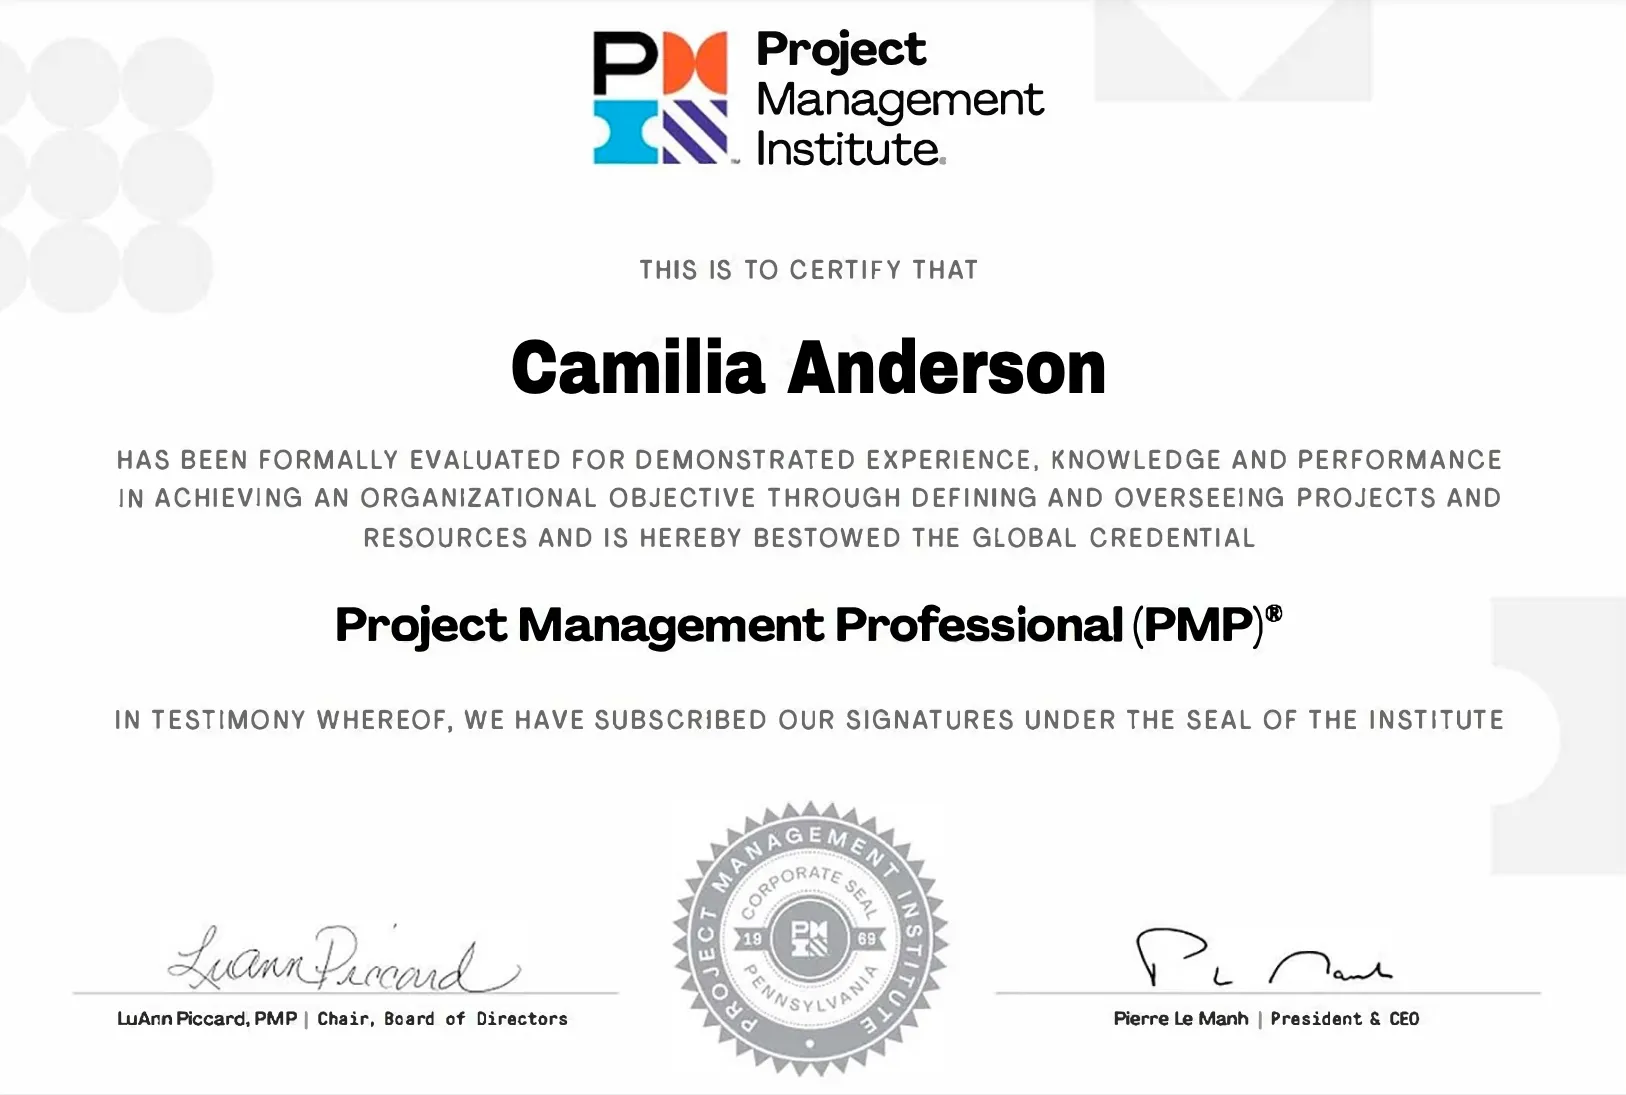 PMI™
Project
Management
Institute®
THIS IS TO CERTIFY THAT
Camilia Anderson
HAS BEEN FORMALLY EVALUATED FOR DEMONSTRATED EXPERIENCE, KNOWLEDGE AND PERFORMANCE
IN ACHIEVING AN ORGANIZATIONAL OBJECTIVE THROUGH DEFINING AND OVERSEEING PROJECTS AND
RESOURCES AND IS HEREBY BESTOWED THE GLOBAL CREDENTIAL
Project Management Professional (PMP)®
IN TESTIMONY WHEREOF, WE HAVE SUBSCRIBED OUR SIGNATURES UNDER THE SEAL OF THE INSTITUTE
LuAnn Piccard
LuAnn Piccard, PMP | Chair, Board of Directors
PROJECT MANAGEMENT INSTITUTE
CORPORATE SEAL
19 PMI 69
PENNSYLVANIA
P L Manh
Pierre Le Manh | President & CEO